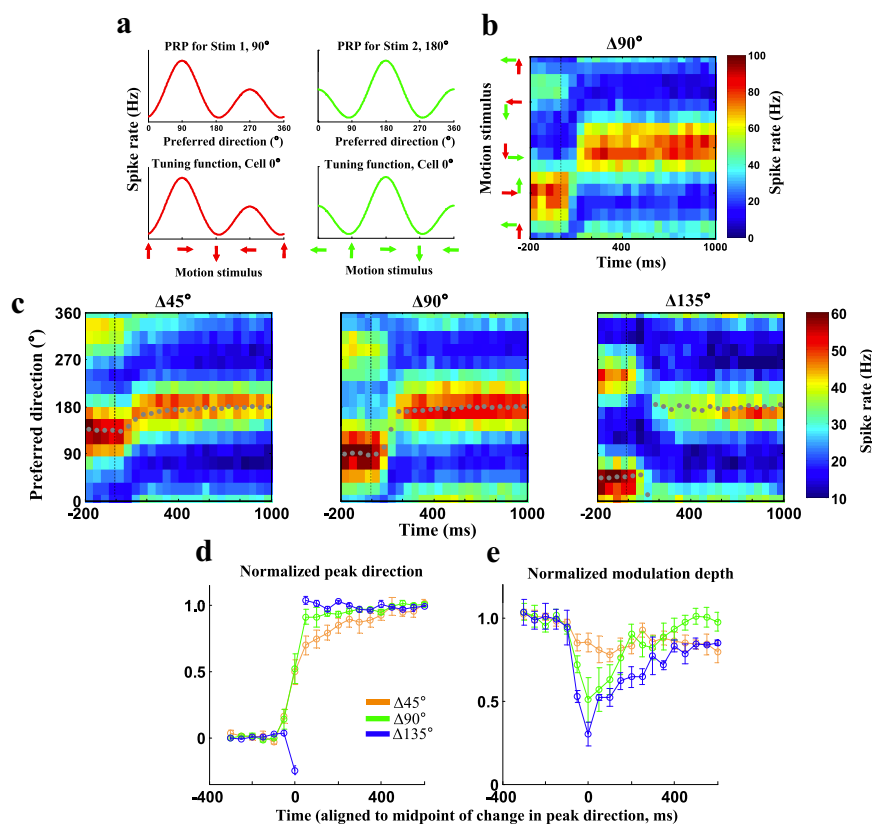 a
PRP for Stim 1, 90°
PRP for Stim 2, 180°
Spike rate (Hz)
0 90 180 270 360
Preferred direction (°)
0 90 180 270 360
Preferred direction (°)
Tuning function, Cell 0°
Tuning function, Cell 0°
Motion stimulus
Motion stimulus
b
Δ90°
Motion stimulus
-200 400 1000
Time (ms)
100
80
60
40
20
0
Spike rate (Hz)
c
Δ45°
Δ90°
Δ135°
Preferred direction (°)
360
270
180
90
0
-200 400 1000
-200 400 1000
-200 400 1000
Time (ms)
60
50
40
30
20
10
Spike rate (Hz)
d
Normalized peak direction
1.0
0.5
0
Δ45°
Δ90°
Δ135°
-400 0 400
e
Normalized modulation depth
1.0
0.5
0
-400 0 400
Time (aligned to midpoint of change in peak direction, ms)